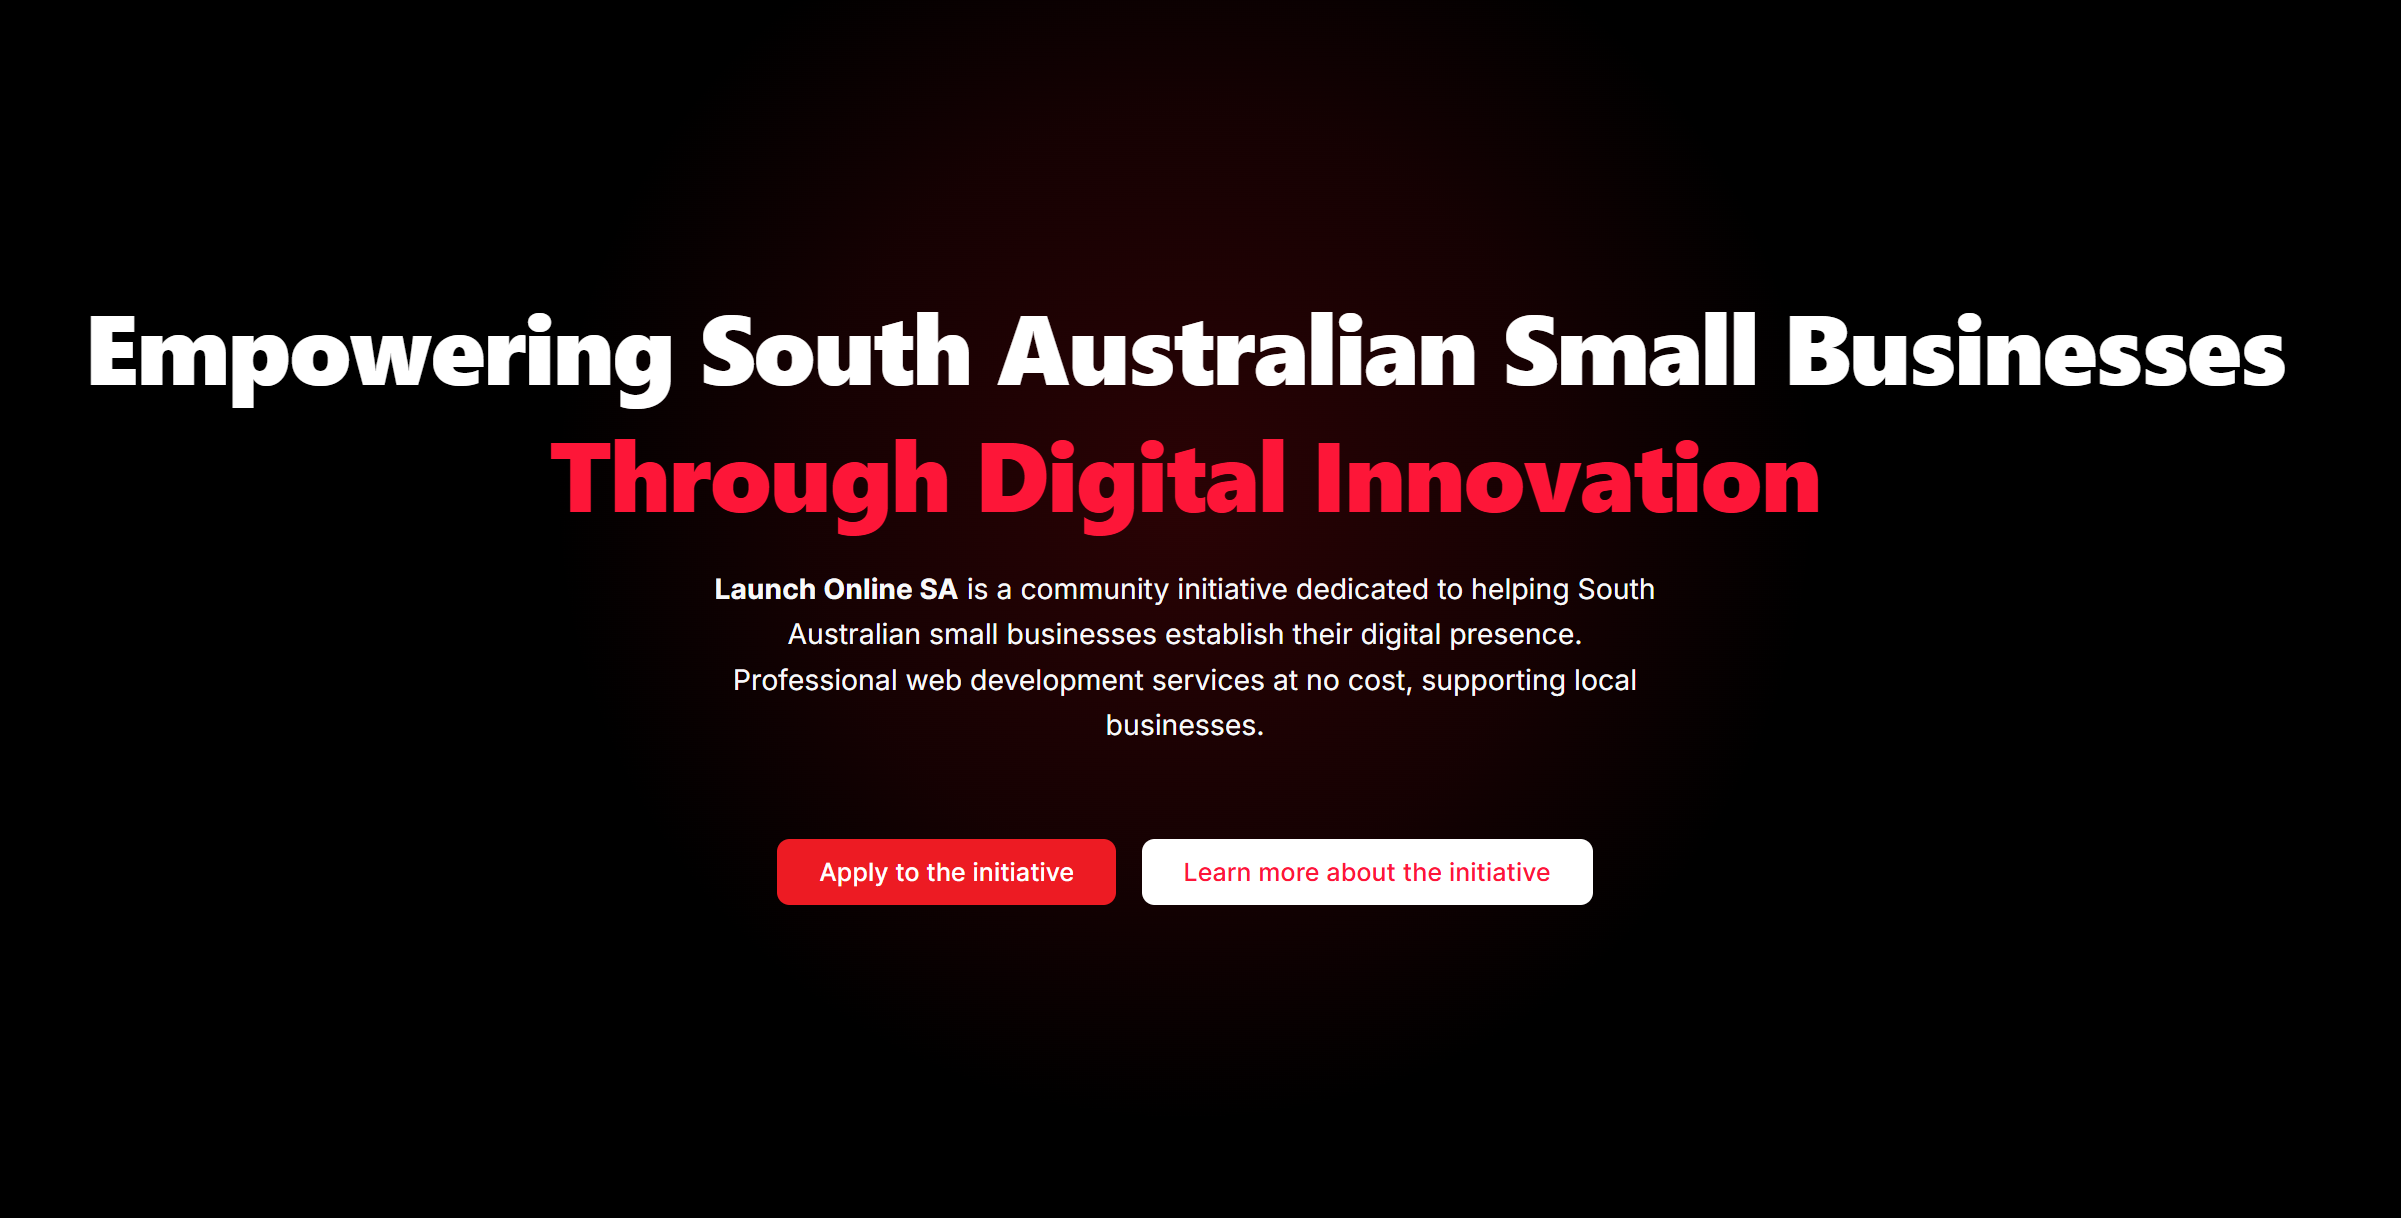 Empowering South Australian Small Businesses
Through Digital Innovation
Launch Online SA is a community initiative dedicated to helping South
Australian small businesses establish their digital presence.
Professional web development services at no cost, supporting local
businesses.
Apply to the initiative
Learn more about the initiative